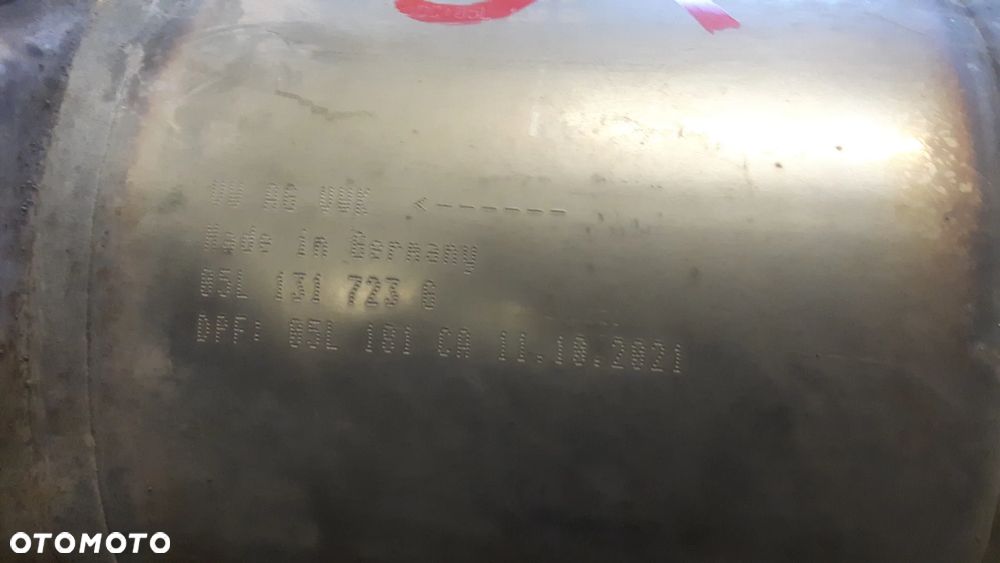 VW AG VWK <------
Made in Germany
05L 131 723 G
DPF: 05L 181 CA 11.10.2021
OTOMOTO